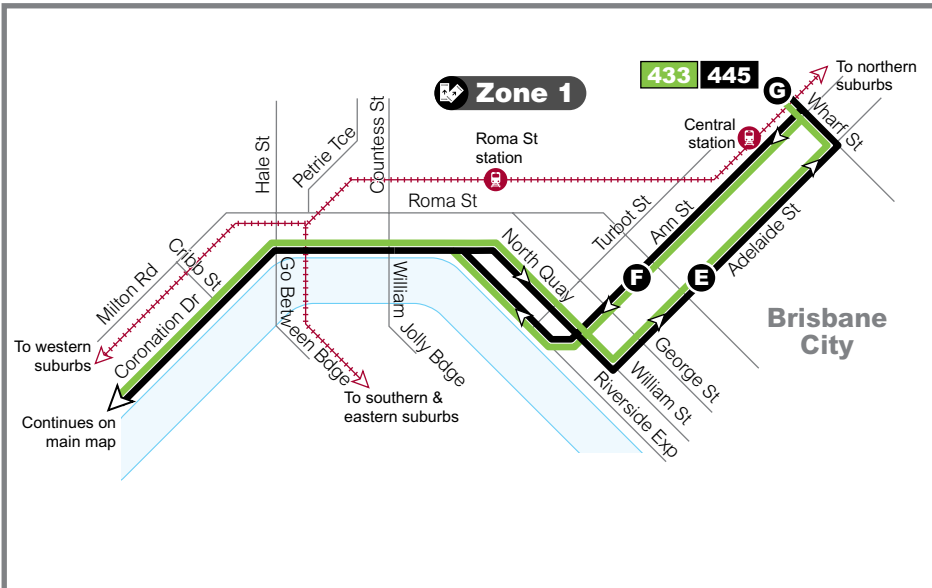 433 445
To northern
suburbs
G
Zone 1
Wharf St
Central
station
Roma St
station
Hale St
Petrie Tce
Countess St
Roma St
Turbot St
Ann St
Adelaide St
Milton Rd
Cribb St
Coronation Dr
North Quay
F
E
Go Between Bdge
William
Jolly Bdge
Brisbane
City
To western
suburbs
George St
William St
Riverside Exp
To southern &
eastern suburbs
Continues on
main map